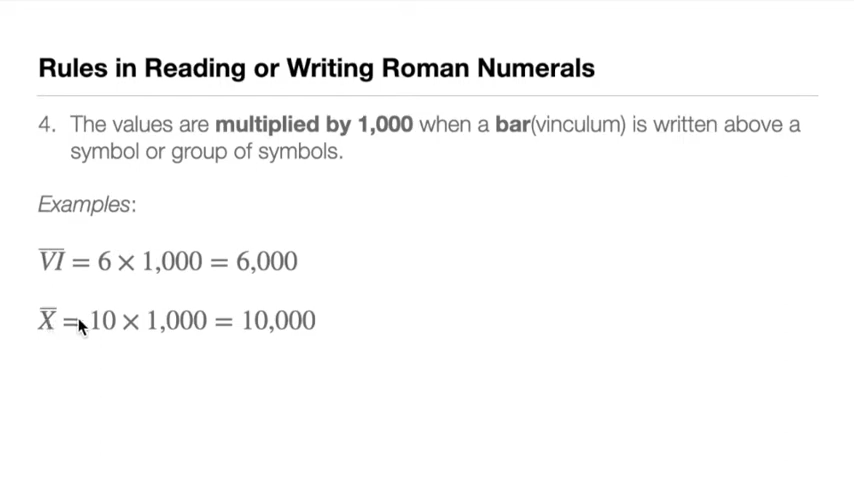 Rules in Reading or Writing Roman Numerals
4. The values are multiplied by 1,000 when a bar(vinculum) is written above a
symbol or group of symbols.
Examples:
V̅I̅ = 6 × 1,000 = 6,000
X̅ = 10 × 1,000 = 10,000